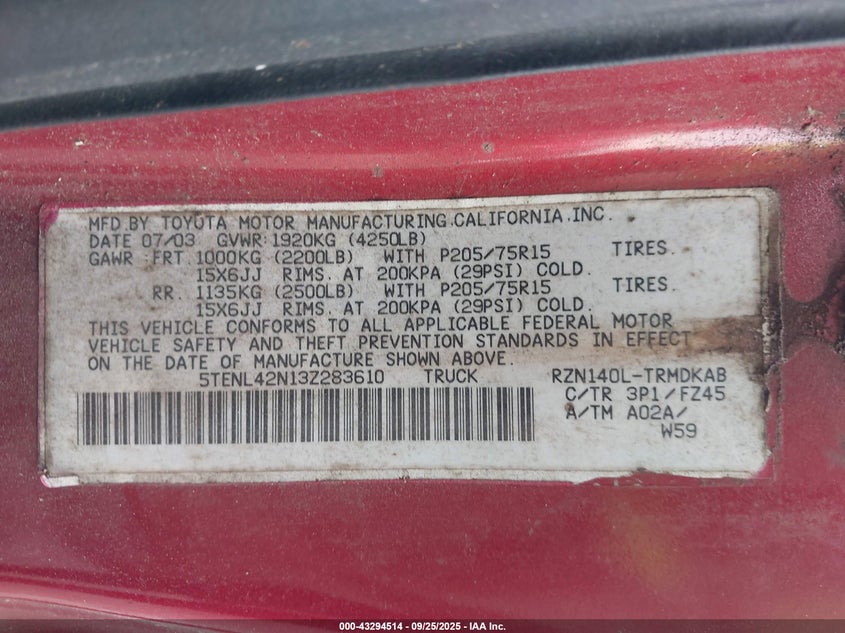 MFD.BY TOYOTA MOTOR MANUFACTURING.CALIFORNIA.INC.
DATE 07/03 GVWR:1920KG (4250LB)
GAWR :FRT.1000KG (2200LB) WITH P205/75R15 TIRES.
15X6JJ RIMS. AT 200KPA (29PSI) COLD.
RR. 1135KG (2500LB) WITH P205/75R15 TIRES.
15X6JJ RIMS. AT 200KPA (29PSI) COLD.
THIS VEHICLE CONFORMS TO ALL APPLICABLE FEDERAL MOTOR
VEHICLE SAFETY AND THEFT PREVENTION STANDARDS IN EFFECT
ON THE DATE OF MANUFACTURE SHOWN ABOVE.
5TENL42N13Z283610 TRUCK RZN140L-TRMDKAB
C/TR 3P1/FZ45
A/TM A02A/
W59
000-43294514 - 09/25/2025 - IAA Inc.